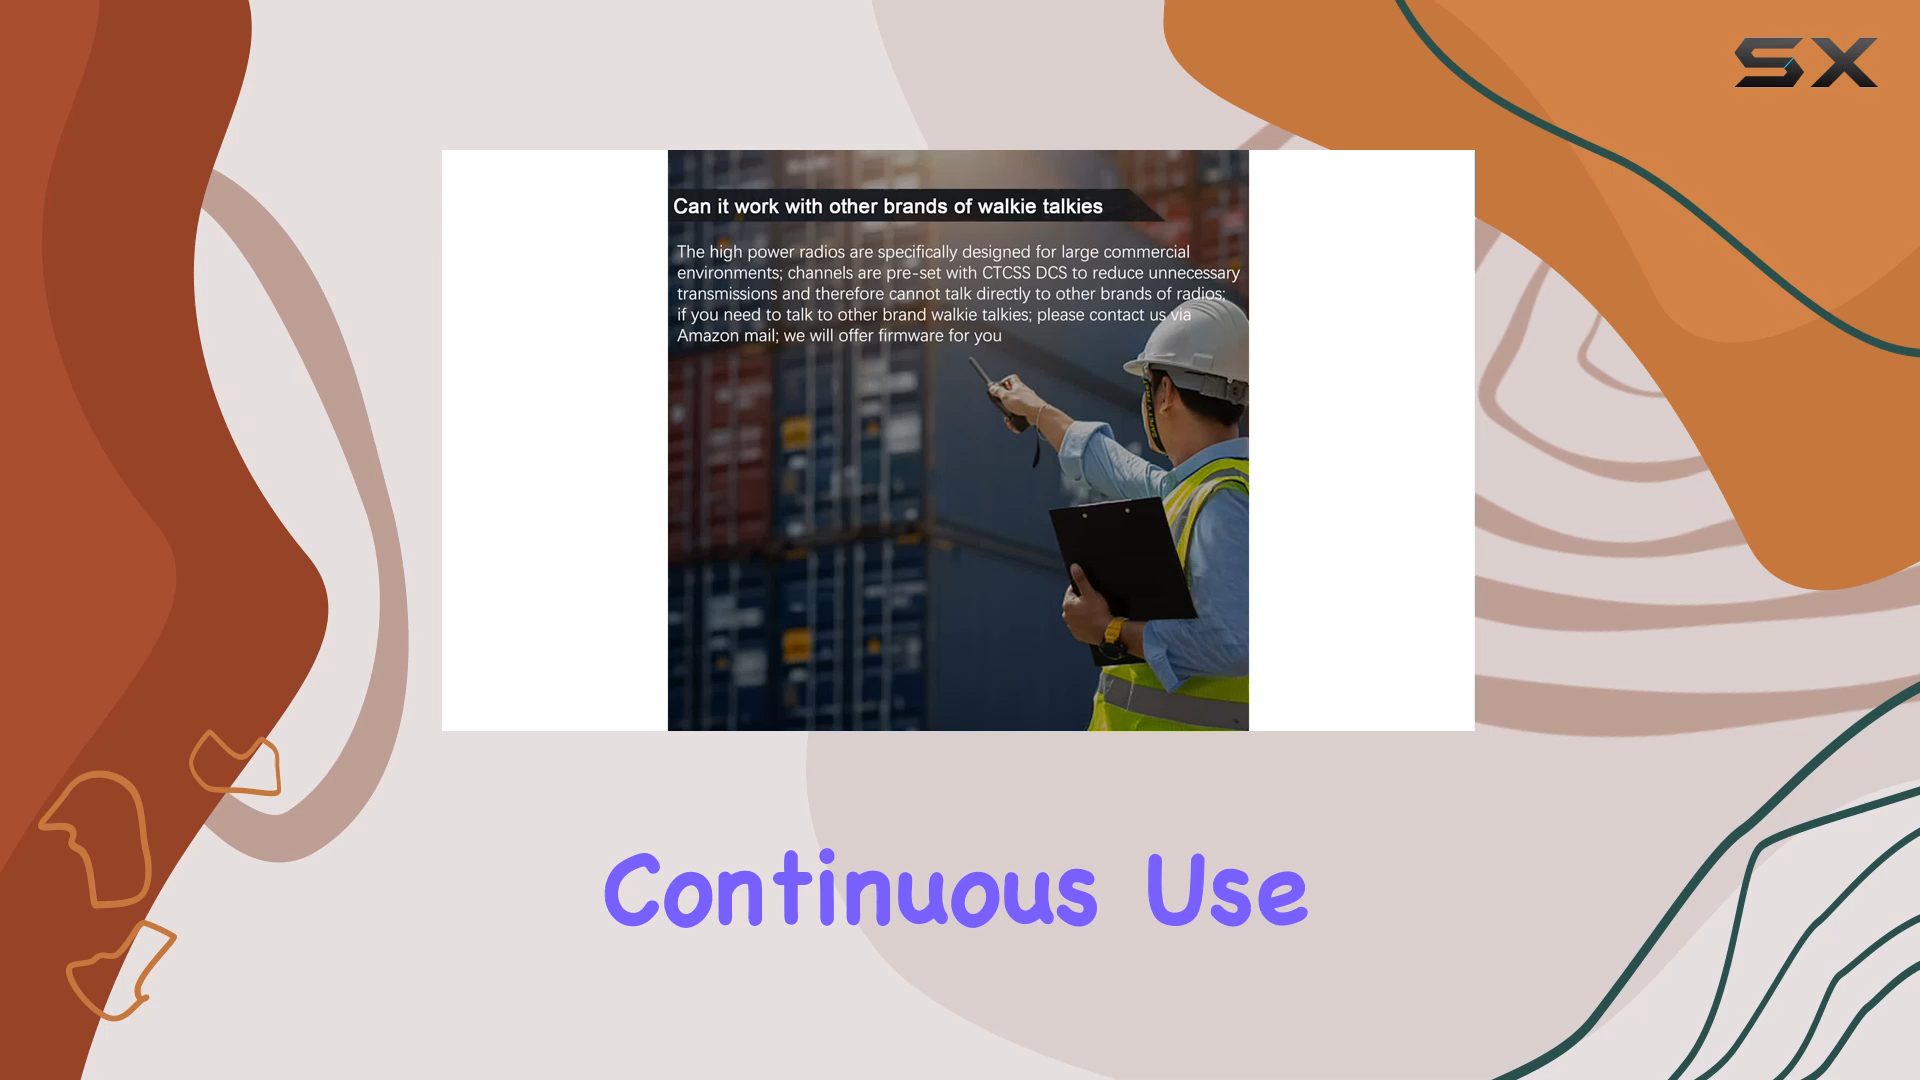 SX
Can it work with other brands of walkie talkies
The high power radios are specifically designed for large commercial
environments; channels are pre-set with CTCSS DCS to reduce unnecessary
transmissions and therefore cannot talk directly to other brands of radios;
if you need to talk to other brand walkie talkies; please contact us via
Amazon mail; we will offer firmware for you
SAFETY FIRST
Continuous Use